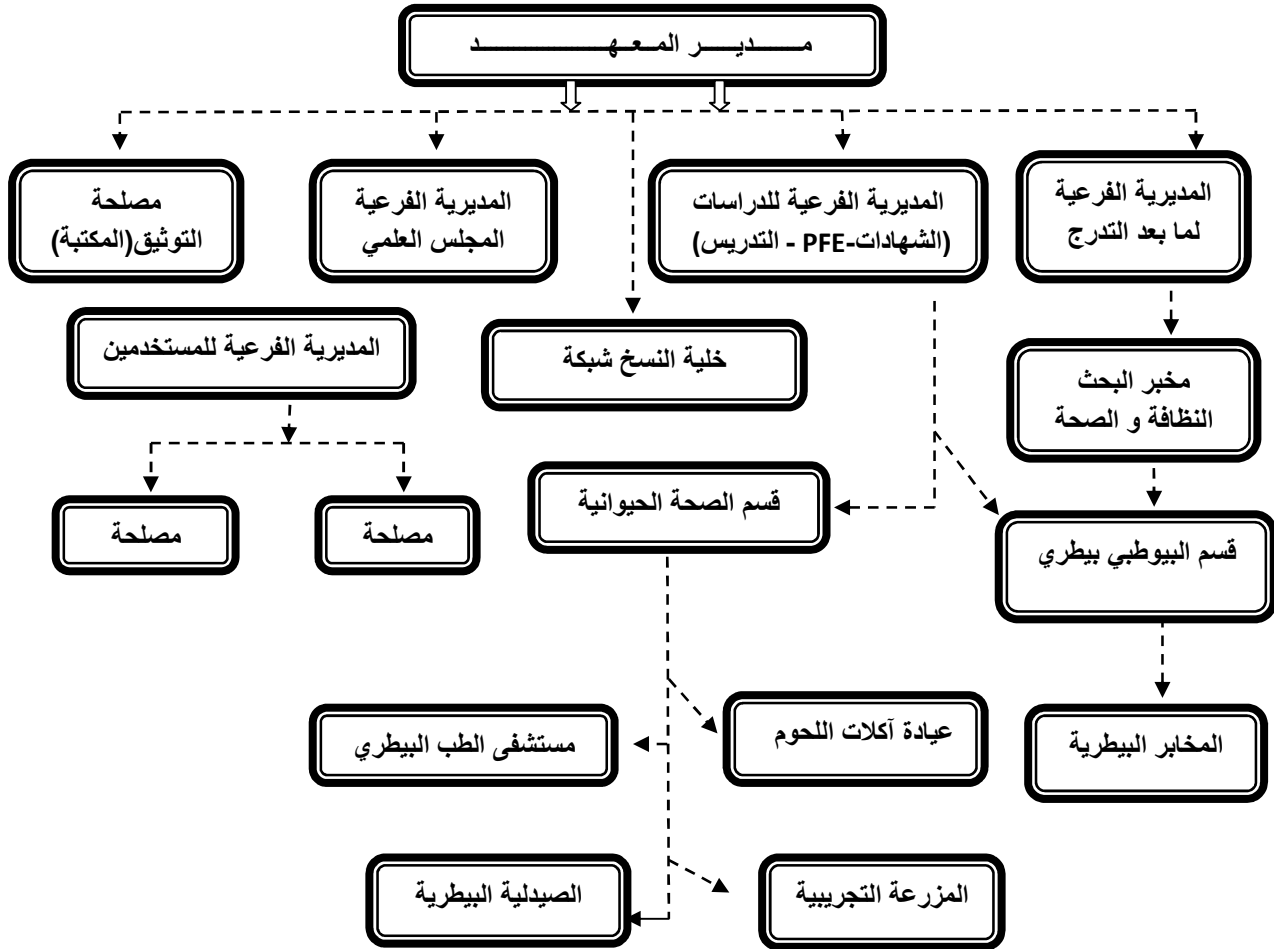 مـــــديـــــر المـعـهـــــــــــــد
المديرية الفرعية
لما بعد التدرج
المديرية الفرعية للدراسات
(الشهادات-PFE - التدريس)
المديرية الفرعية
المجلس العلمي
مصلحة
التوثيق(المكتبة)
المديرية الفرعية للمستخدمين
خلية النسخ شبكة
مخبر البحث
النظافة و الصحة
قسم الصحة الحيوانية
مصلحة
مصلحة
قسم البيوطبي بيطري
عيادة آكلات اللحوم
مستشفى الطب البيطري
المخابر البيطرية
المزرعة التجريبية
الصيدلية البيطرية